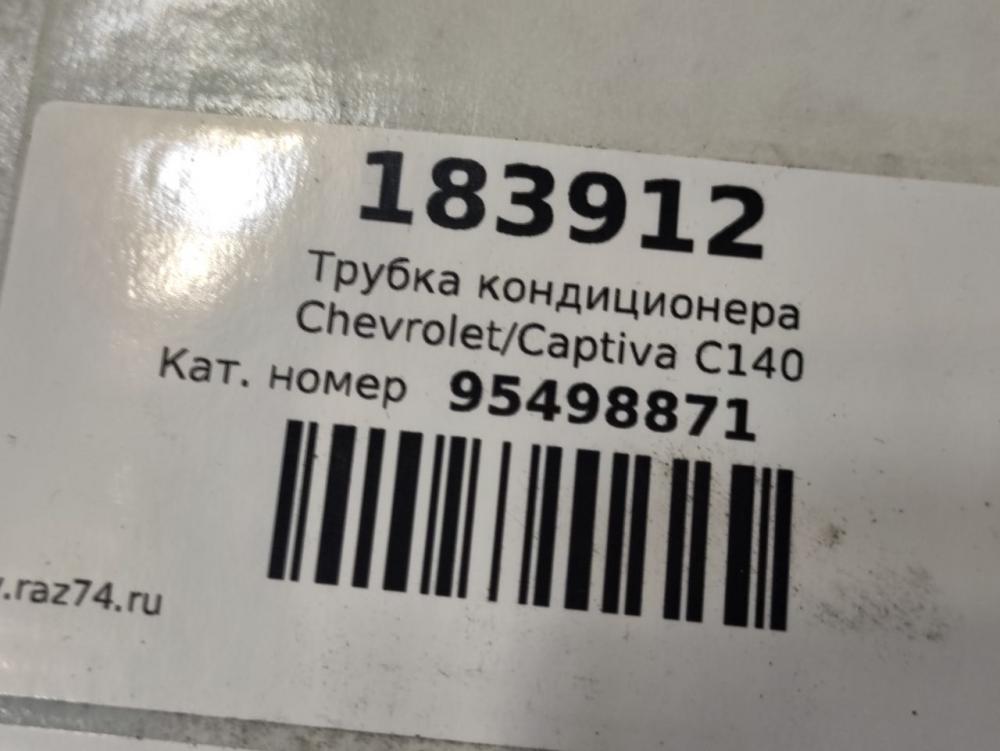 183912
Трубка кондиционера
Chevrolet/Captiva C140
Кат. номер 95498871
.raz74.ru